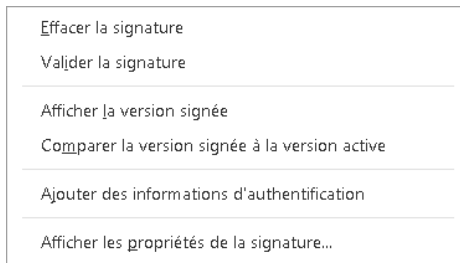 Effacer la signature
Valider la signature
Afficher la version signée
Comparer la version signée à la version active
Ajouter des informations d'authentification
Afficher les propriétés de la signature...